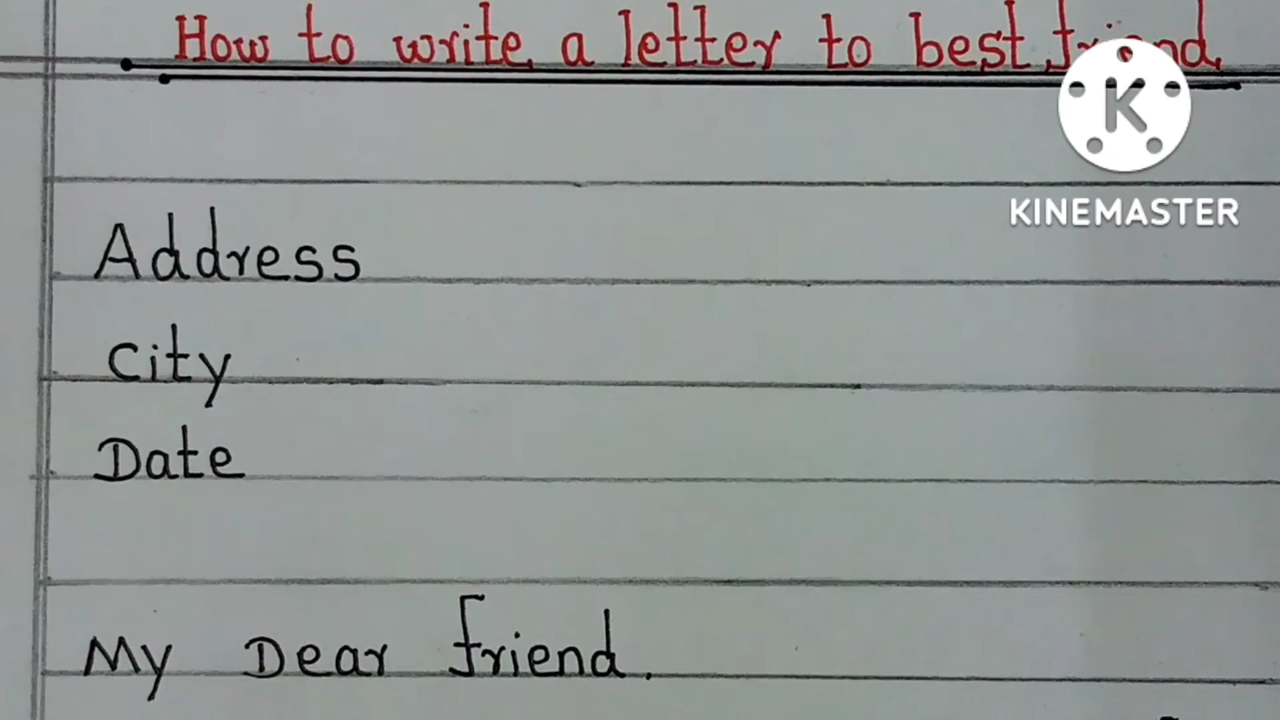 How to write a letter to best friend.
K
KINEMASTER
Address
City
Date
My Dear friend.